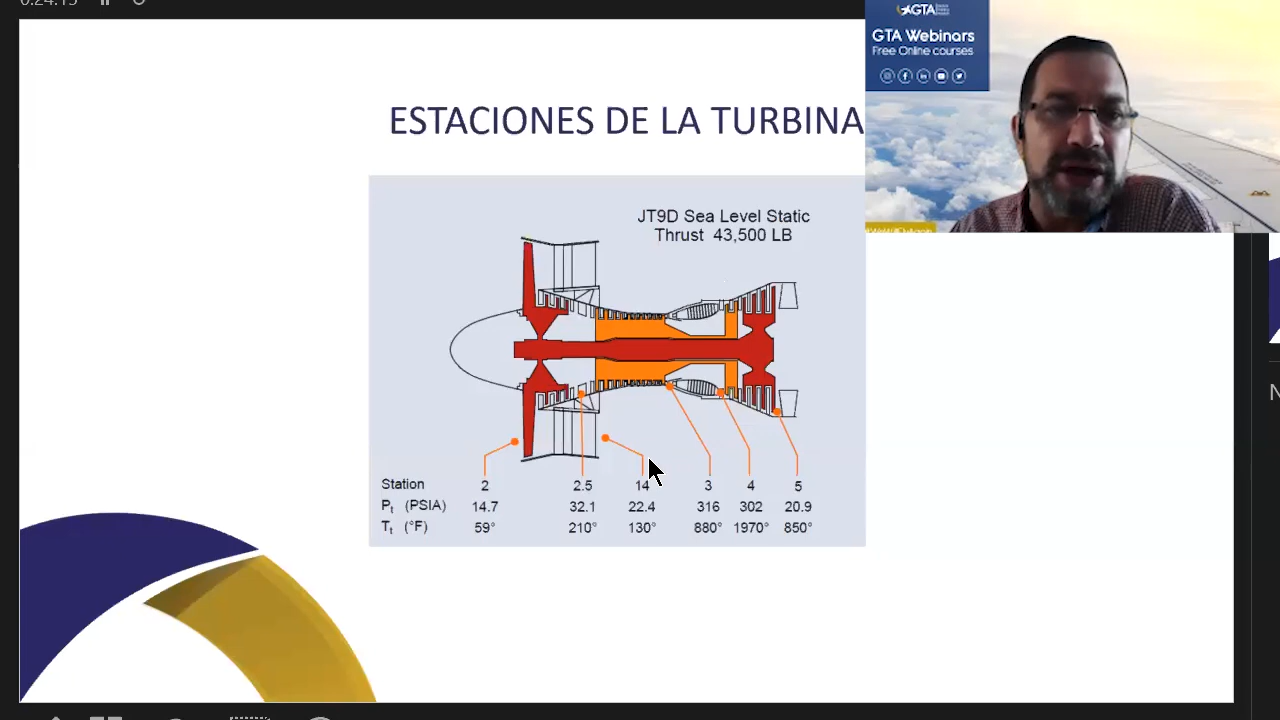 0:24:15
GTA
GTA Webinars
Free Online courses
ESTACIONES DE LA TURBINA
JT9D Sea Level Static
Thrust 43,500 LB
Station 2 2.5 14 3 4 5
Pt (PSIA) 14.7 32.1 22.4 316 302 20.9
Tt (°F) 59° 210° 130° 880° 1970° 850°
N